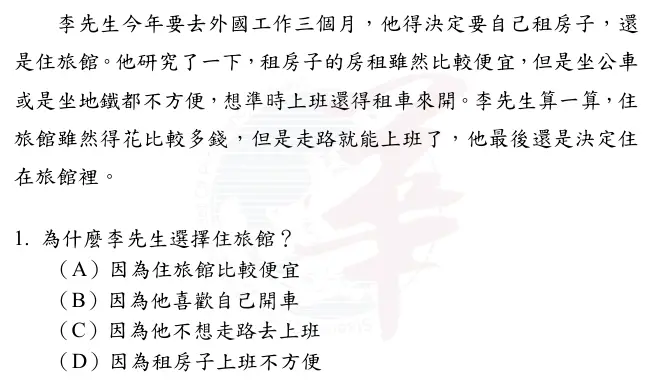 李先生今年要去外國工作三個月，他得決定要自己租房子，還
是住旅館。他研究了一下，租房子的房租雖然比較便宜，但是坐公車
或是坐地鐵都不方便，想準時上班還得租車來開。李先生算一算，住
旅館雖然得花比較多錢，但是走路就能上班了，他最後還是決定住
在旅館裡。
1. 為什麼李先生選擇住旅館？
（A）因為住旅館比較便宜
（B）因為他喜歡自己開車
（C）因為他不想走路去上班
（D）因為租房子上班不方便